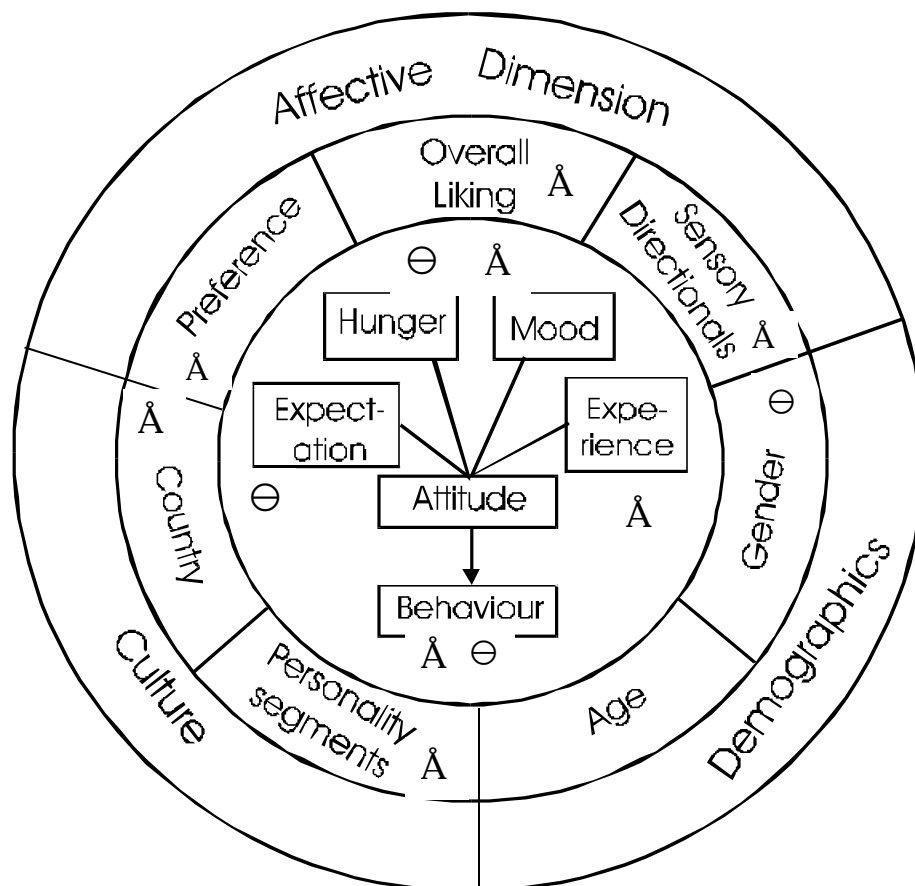 Affective Dimension
Overall
Liking Å
Preference
Å
Sensory
Directionals
Å
⊖ Å
Hunger
Mood
Expect-
ation
Expe-
rience
Å
⊖
Country
⊖
Gender
Attitude
Å
Behaviour
Å ⊖
Culture
Personality
segments
Å
Age
Demographics